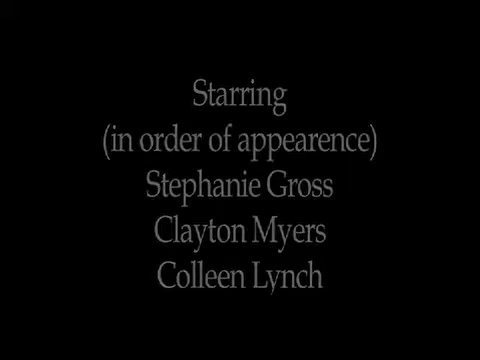 Starring
(in order of appearence)
Stephanie Gross
Clayton Myers
Colleen Lynch